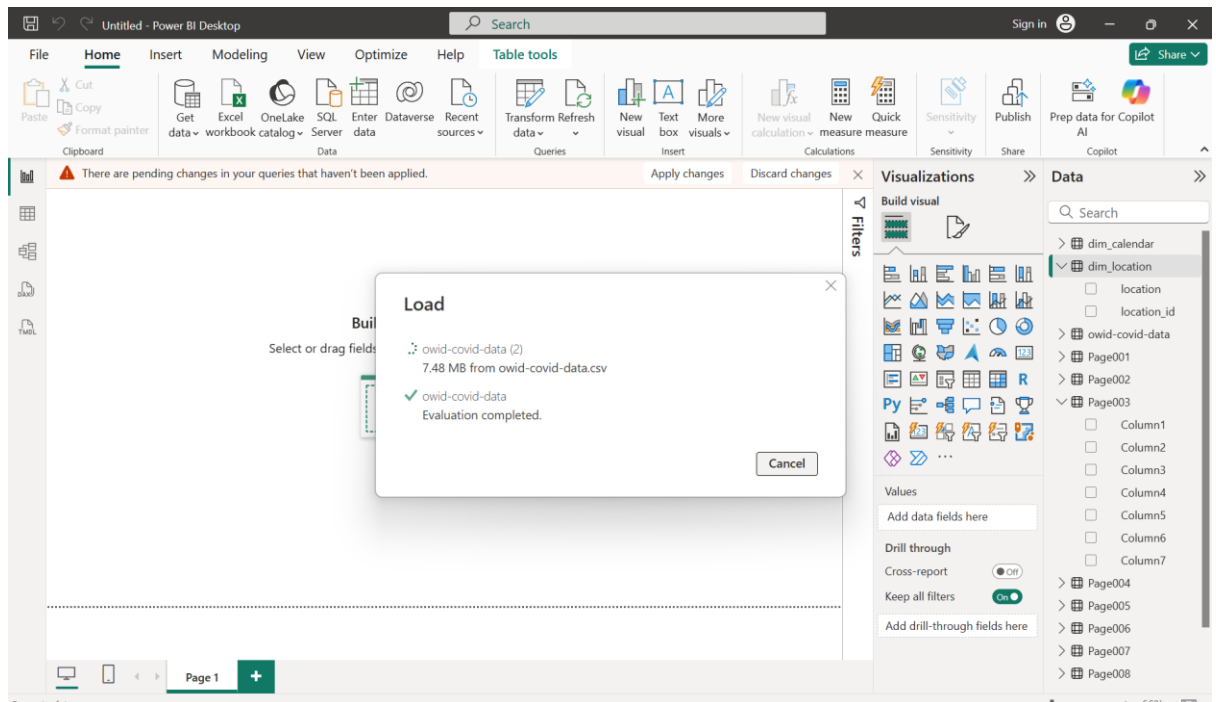 Untitled - Power BI Desktop
Search
Sign in
File Home Insert Modeling View Optimize Help Table tools
Share
Paste
Cut
Copy
Format painter
Clipboard
Get data
Excel workbook
OneLake catalog
SQL Server
Enter data
Dataverse
Recent sources
Data
Transform data
Refresh
Queries
New visual
Text box
More visuals
Insert
New visual calculation
New measure
Quick measure
Calculations
Sensitivity
Sensitivity
Publish
Share
Prep data for AI
Copilot
Copilot
There are pending changes in your queries that haven't been applied.
Apply changes
Discard changes
Buil
Select or drag fields
Load
owid-covid-data (2)
7.48 MB from owid-covid-data.csv
owid-covid-data
Evaluation completed.
Cancel
Filters
Visualizations
Build visual
123
R
Py
Values
Add data fields here
Drill through
Cross-report
Off
Keep all filters
On
Add drill-through fields here
Data
Search
dim_calendar
dim_location
location
location_id
owid-covid-data
Page001
Page002
Page003
Column1
Column2
Column3
Column4
Column5
Column6
Column7
Page004
Page005
Page006
Page007
Page008
DAX
TMDL
Page 1